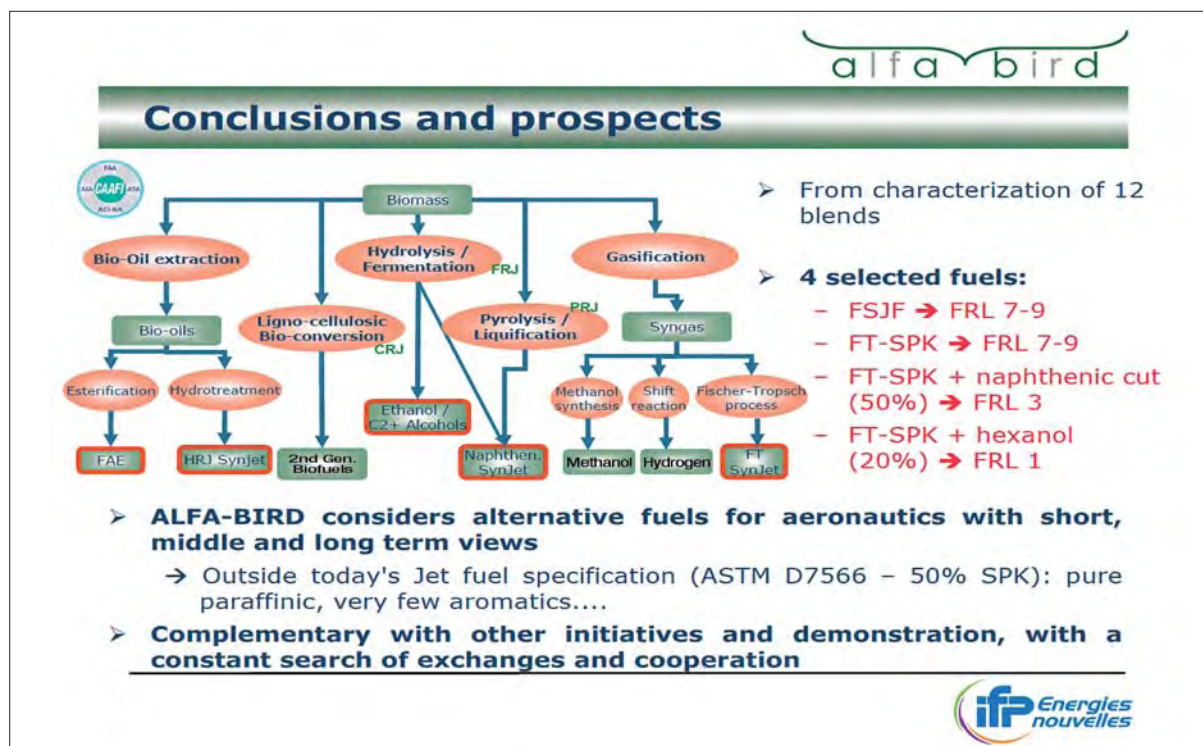 alfa bird
Conclusions and prospects
FAA
AIA CAAFI ATA
ACI-NA
Biomass
Bio-Oil extraction
Hydrolysis /
Fermentation
FRJ
Gasification
Bio-oils
Ligno-cellulosic
Bio-conversion
CRJ
PRJ
Pyrolysis /
Liquification
Syngas
Esterification
Hydrotreatment
Ethanol /
C2+ Alcohols
Methanol
synthesis
Shift
reaction
Fischer-Tropsch
process
FAE
HRJ Synjet
2nd Gen.
Biofuels
Naphthen.
SynJet
Methanol
Hydrogen
FT
SynJet
➢ From characterization of 12
blends
➢ 4 selected fuels:
– FSJF ➔ FRL 7-9
– FT-SPK ➔ FRL 7-9
– FT-SPK + naphthenic cut
(50%) ➔ FRL 3
– FT-SPK + hexanol
(20%) ➔ FRL 1
➢ ALFA-BIRD considers alternative fuels for aeronautics with short,
middle and long term views
→ Outside today's Jet fuel specification (ASTM D7566 – 50% SPK): pure
paraffinic, very few aromatics....
➢ Complementary with other initiatives and demonstration, with a
constant search of exchanges and cooperation
ifp Energies
nouvelles